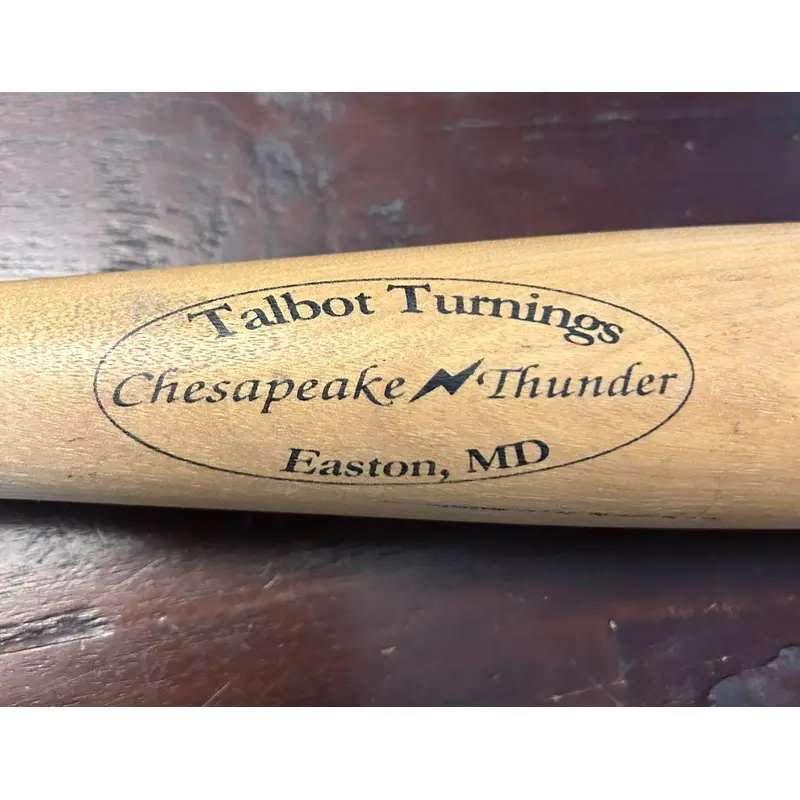 Talbot Turnings
Chesapeake Thunder
Easton, MD